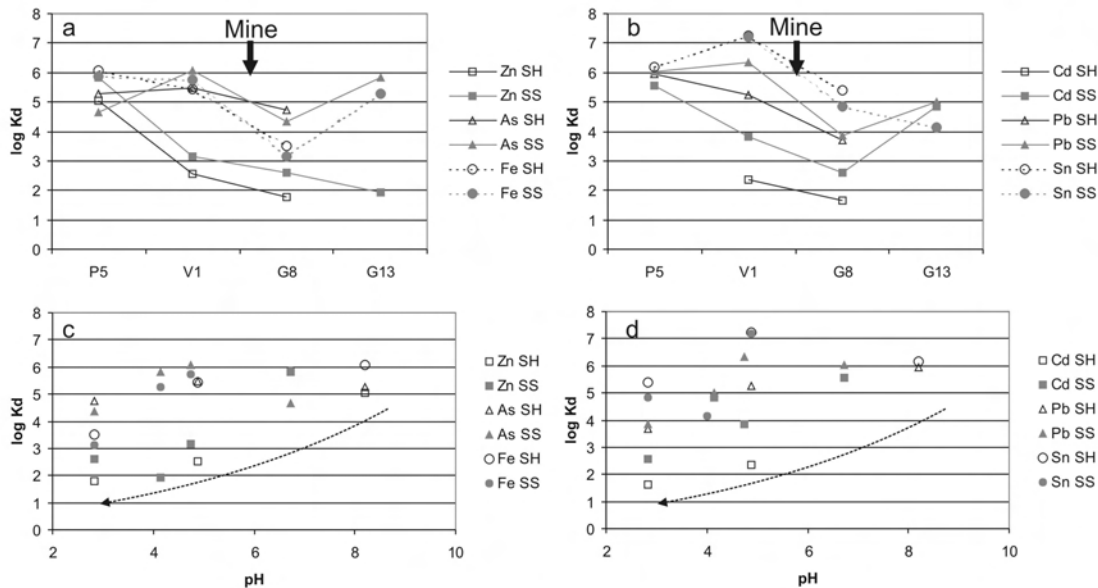 a
Mine
8
7
6
5
4
3
2
1
0
log Kd
P5 V1 G8 G13
Zn SH
Zn SS
As SH
As SS
Fe SH
Fe SS
b
Mine
8
7
6
5
4
3
2
1
0
log Kd
P5 V1 G8 G13
Cd SH
Cd SS
Pb SH
Pb SS
Sn SH
Sn SS
c
8
7
6
5
4
3
2
1
0
log Kd
2 4 6 8 10
pH
Zn SH
Zn SS
As SH
As SS
Fe SH
Fe SS
d
8
7
6
5
4
3
2
1
0
log Kd
2 4 6 8 10
pH
Cd SH
Cd SS
Pb SH
Pb SS
Sn SH
Sn SS